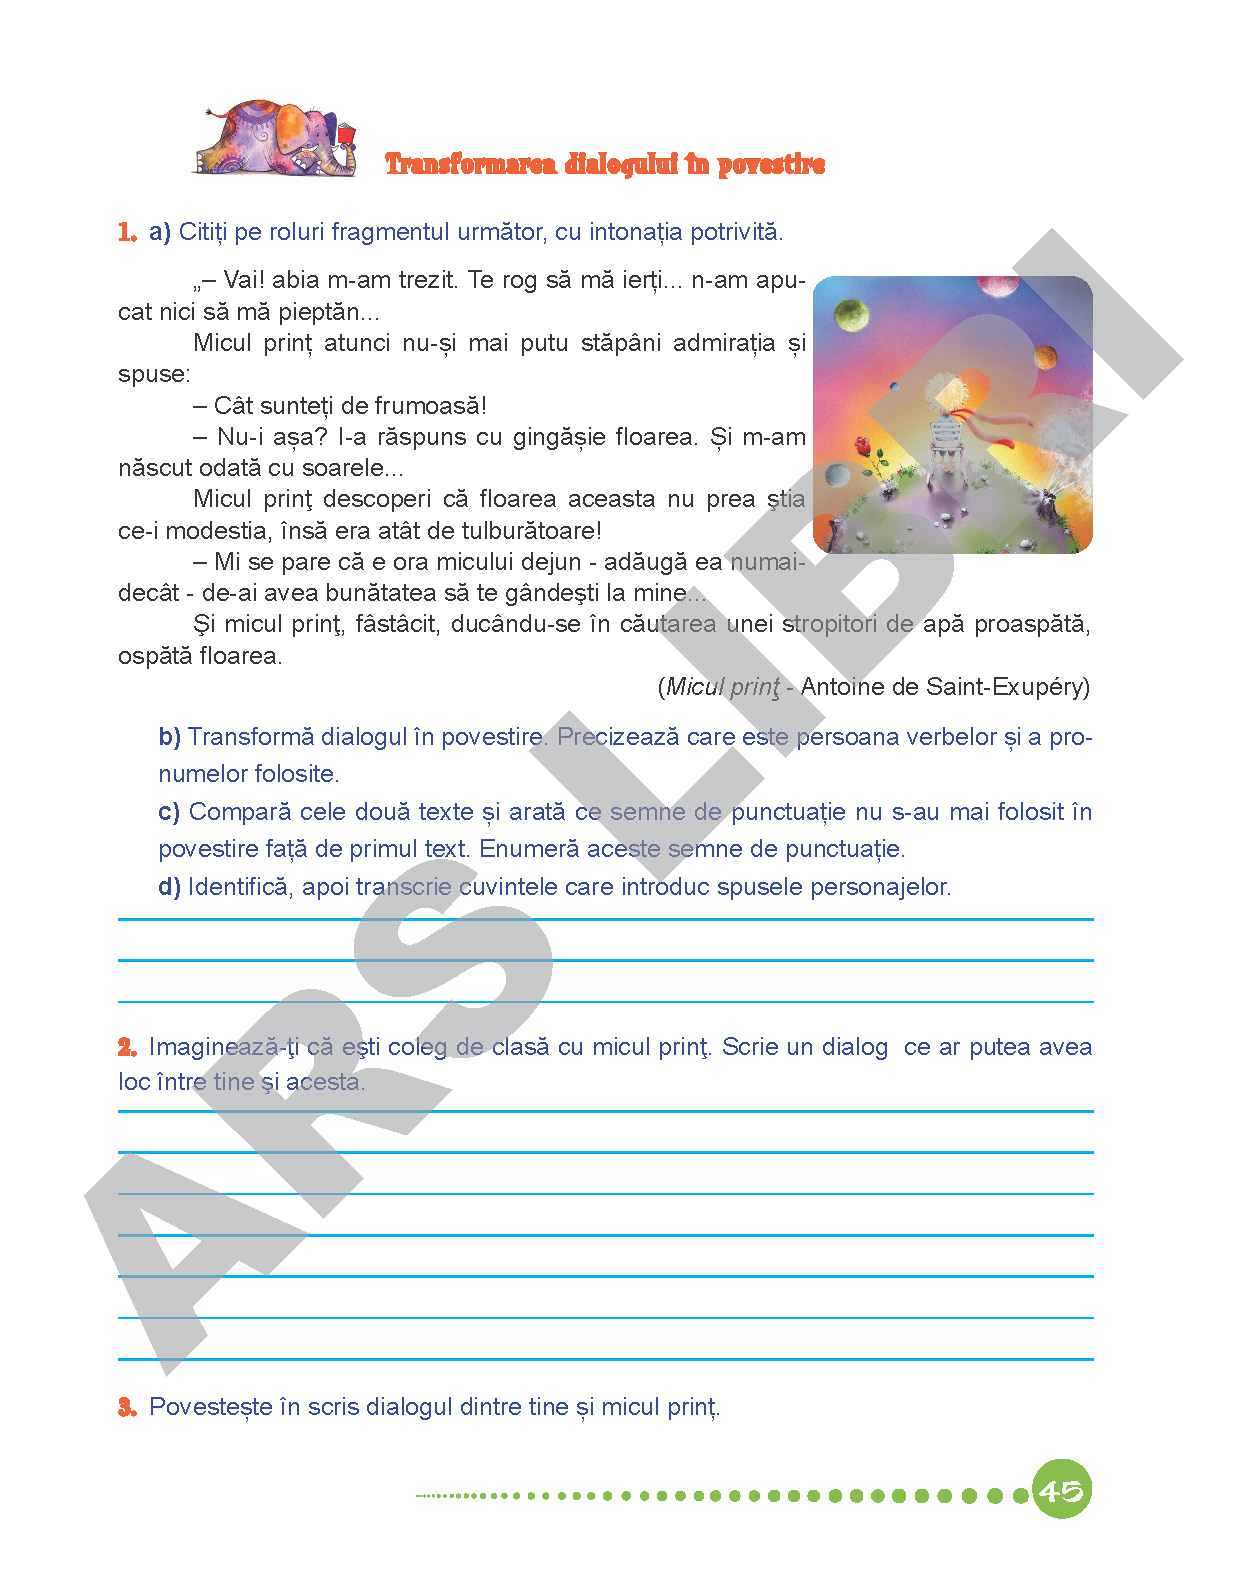 Transformarea dialogului în povestire
1. a) Citiți pe roluri fragmentul următor, cu intonația potrivită.
„– Vai! abia m-am trezit. Te rog să mă ierți... n-am apu-
cat nici să mă pieptăn...
Micul prinț atunci nu-și mai putu stăpâni admirația și
spuse:
– Cât sunteți de frumoasă!
– Nu-i așa? I-a răspuns cu gingășie floarea. Și m-am
născut odată cu soarele...
Micul prinţ descoperi că floarea aceasta nu prea ştia
ce-i modestia, însă era atât de tulburătoare!
– Mi se pare că e ora micului dejun - adăugă ea numai-
decât - de-ai avea bunătatea să te gândeşti la mine...
Şi micul prinţ, fâstâcit, ducându-se în căutarea unei stropitori de apă proaspătă,
ospătă floarea.
(Micul prinţ - Antoine de Saint-Exupéry)
b) Transformă dialogul în povestire. Precizează care este persoana verbelor și a pro-
numelor folosite.
c) Compară cele două texte și arată ce semne de punctuație nu s-au mai folosit în
povestire față de primul text. Enumeră aceste semne de punctuație.
d) Identifică, apoi transcrie cuvintele care introduc spusele personajelor.
2. Imaginează-ţi că eşti coleg de clasă cu micul prinţ. Scrie un dialog ce ar putea avea
loc între tine şi acesta.
3. Povestește în scris dialogul dintre tine și micul prinț.
45
ARS LIBRI